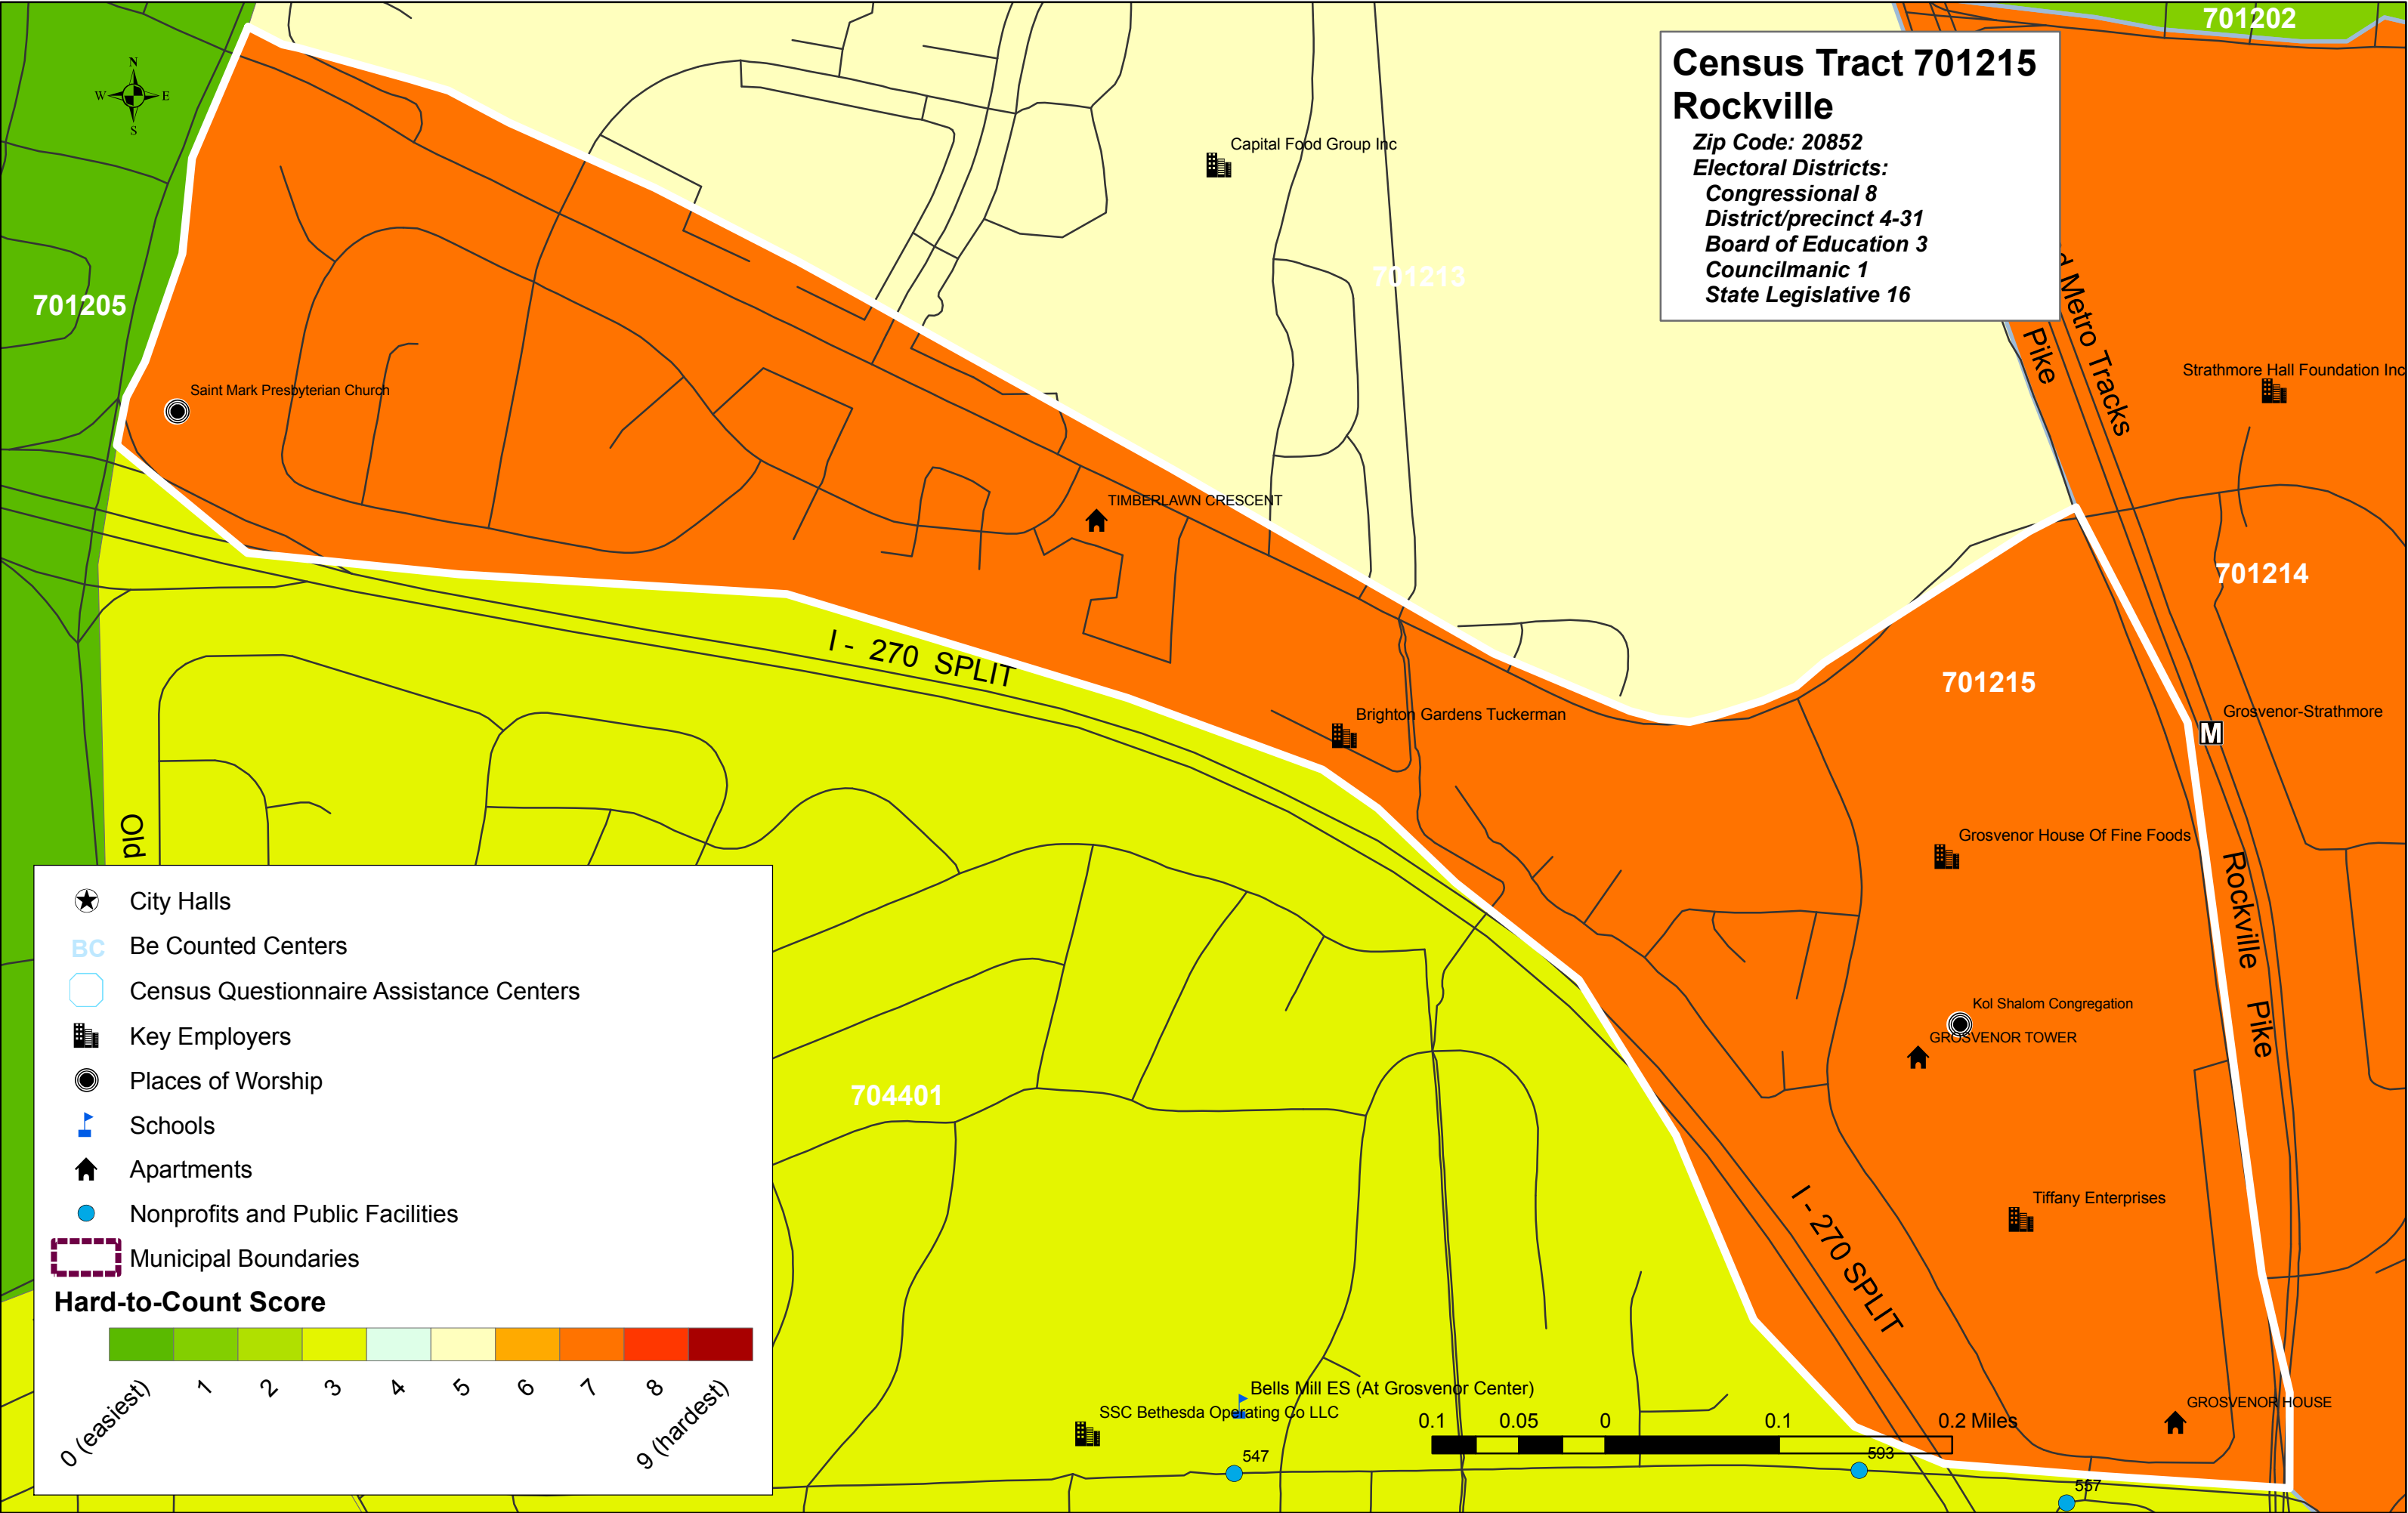 701202
Census Tract 701215
Rockville
Zip Code: 20852
Electoral Districts:
Congressional 8
District/precinct 4-31
Board of Education 3
Councilmanic 1
State Legislative 16
N
W E
S
Capital Food Group Inc
701213
701205
d Metro Tracks
Pike
Strathmore Hall Foundation Inc
Saint Mark Presbyterian Church
TIMBERLAWN CRESCENT
701214
I - 270 SPLIT
701215
Brighton Gardens Tuckerman
Grosvenor-Strathmore
M
Old
Grosvenor House Of Fine Foods
Rockville Pike
Kol Shalom Congregation
GROSVENOR TOWER
704401
Tiffany Enterprises
I - 270 SPLIT
Bells Mill ES (At Grosvenor Center)
SSC Bethesda Operating Co LLC
GROSVENOR HOUSE
0.1 0.05 0 0.1 0.2 Miles
547
593
557
City Halls
BC Be Counted Centers
Census Questionnaire Assistance Centers
Key Employers
Places of Worship
Schools
Apartments
Nonprofits and Public Facilities
Municipal Boundaries
Hard-to-Count Score
0 (easiest) 1 2 3 4 5 6 7 8 9 (hardest)